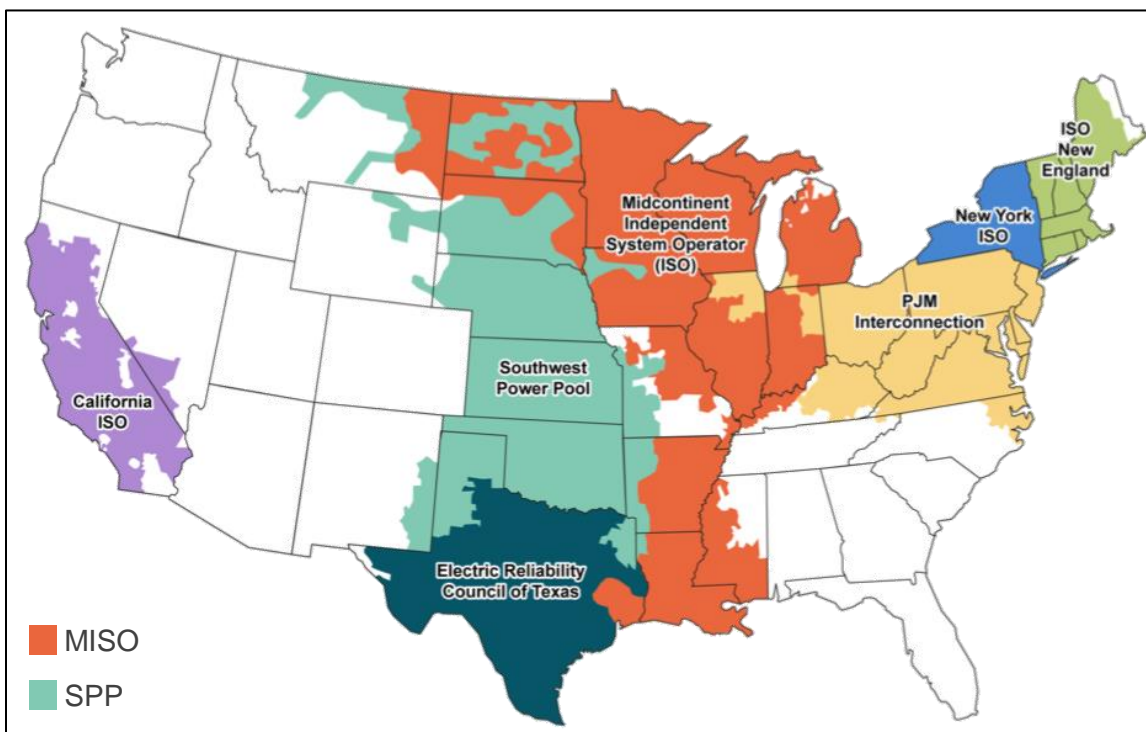 ISO
New
England
New York
ISO
Midcontinent
Independent
System Operator
(ISO)
PJM
Interconnection
Southwest
Power Pool
California
ISO
Electric Reliability
Council of Texas
MISO
SPP